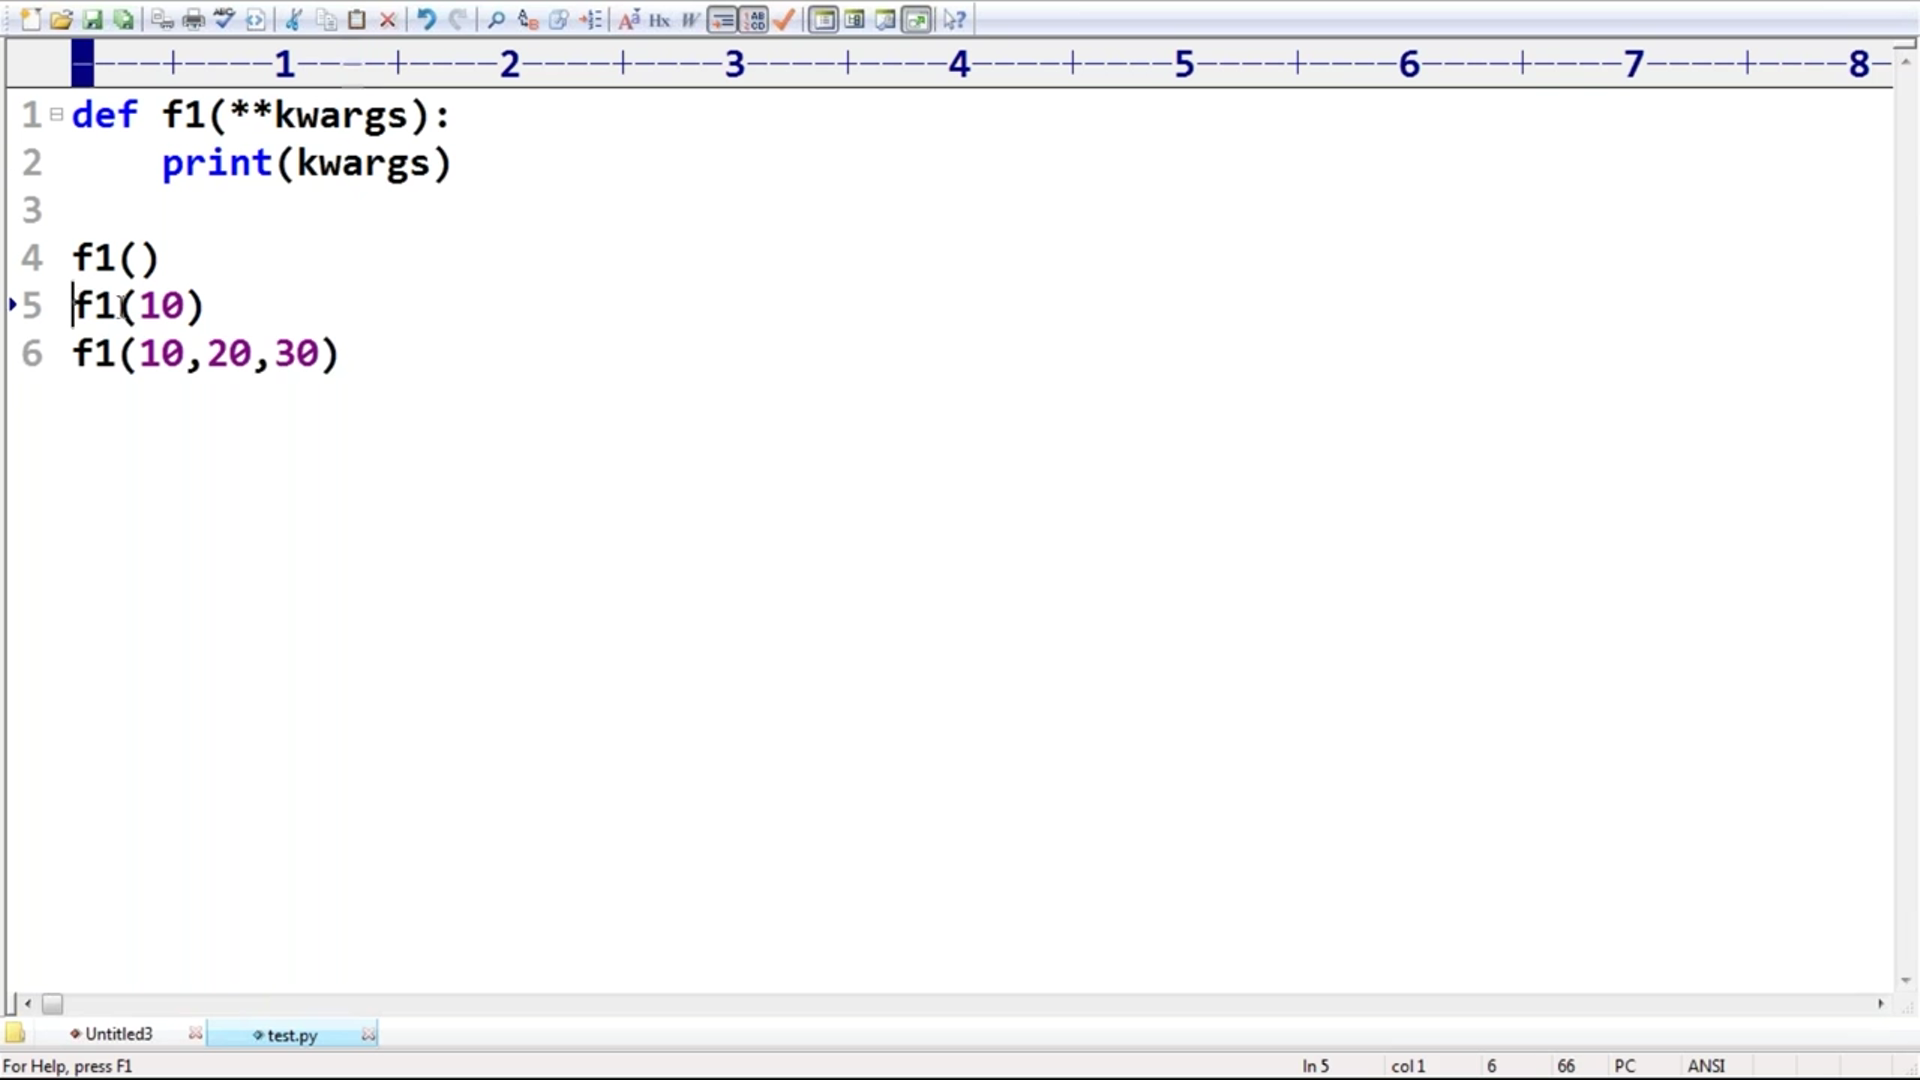 Hx W
----+----1----+----2----+----3----+----4----+----5----+----6----+----7----+----8-
1 def f1(**kwargs):
2     print(kwargs)
3
4 f1()
5 f1(10)
6 f1(10,20,30)
Untitled3 test.py
For Help, press F1 ln 5 col 1 6 66 PC ANSI